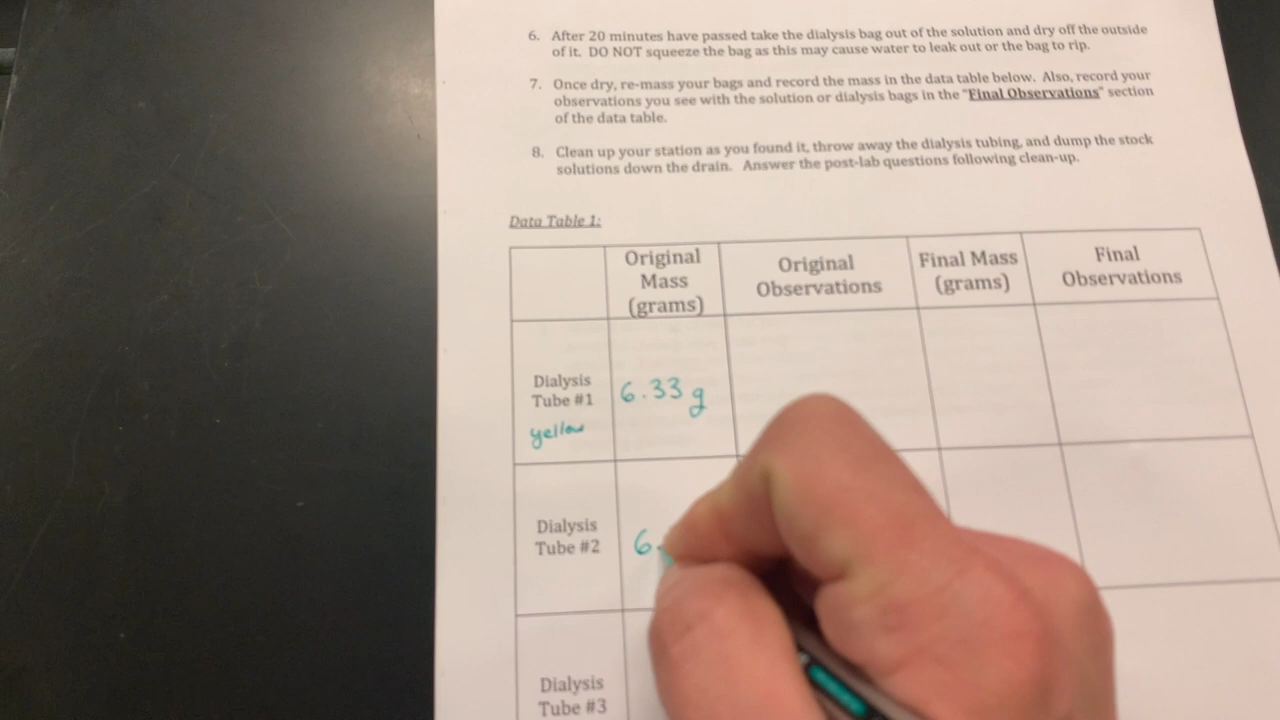 6. After 20 minutes have passed take the dialysis bag out of the solution and dry off the outside
of it. DO NOT squeeze the bag as this may cause water to leak out or the bag to rip.
7. Once dry, re-mass your bags and record the mass in the data table below. Also, record your
observations you see with the solution or dialysis bags in the "Final Observations" section
of the data table.
8. Clean up your station as you found it, throw away the dialysis tubing, and dump the stock
solutions down the drain. Answer the post-lab questions following clean-up.
Data Table 1:
Original
Mass
(grams)
Original
Observations
Final Mass
(grams)
Final
Observations
Dialysis
Tube #1
yellow
6.33 g
Dialysis
Tube #2
6.
Dialysis
Tube #3